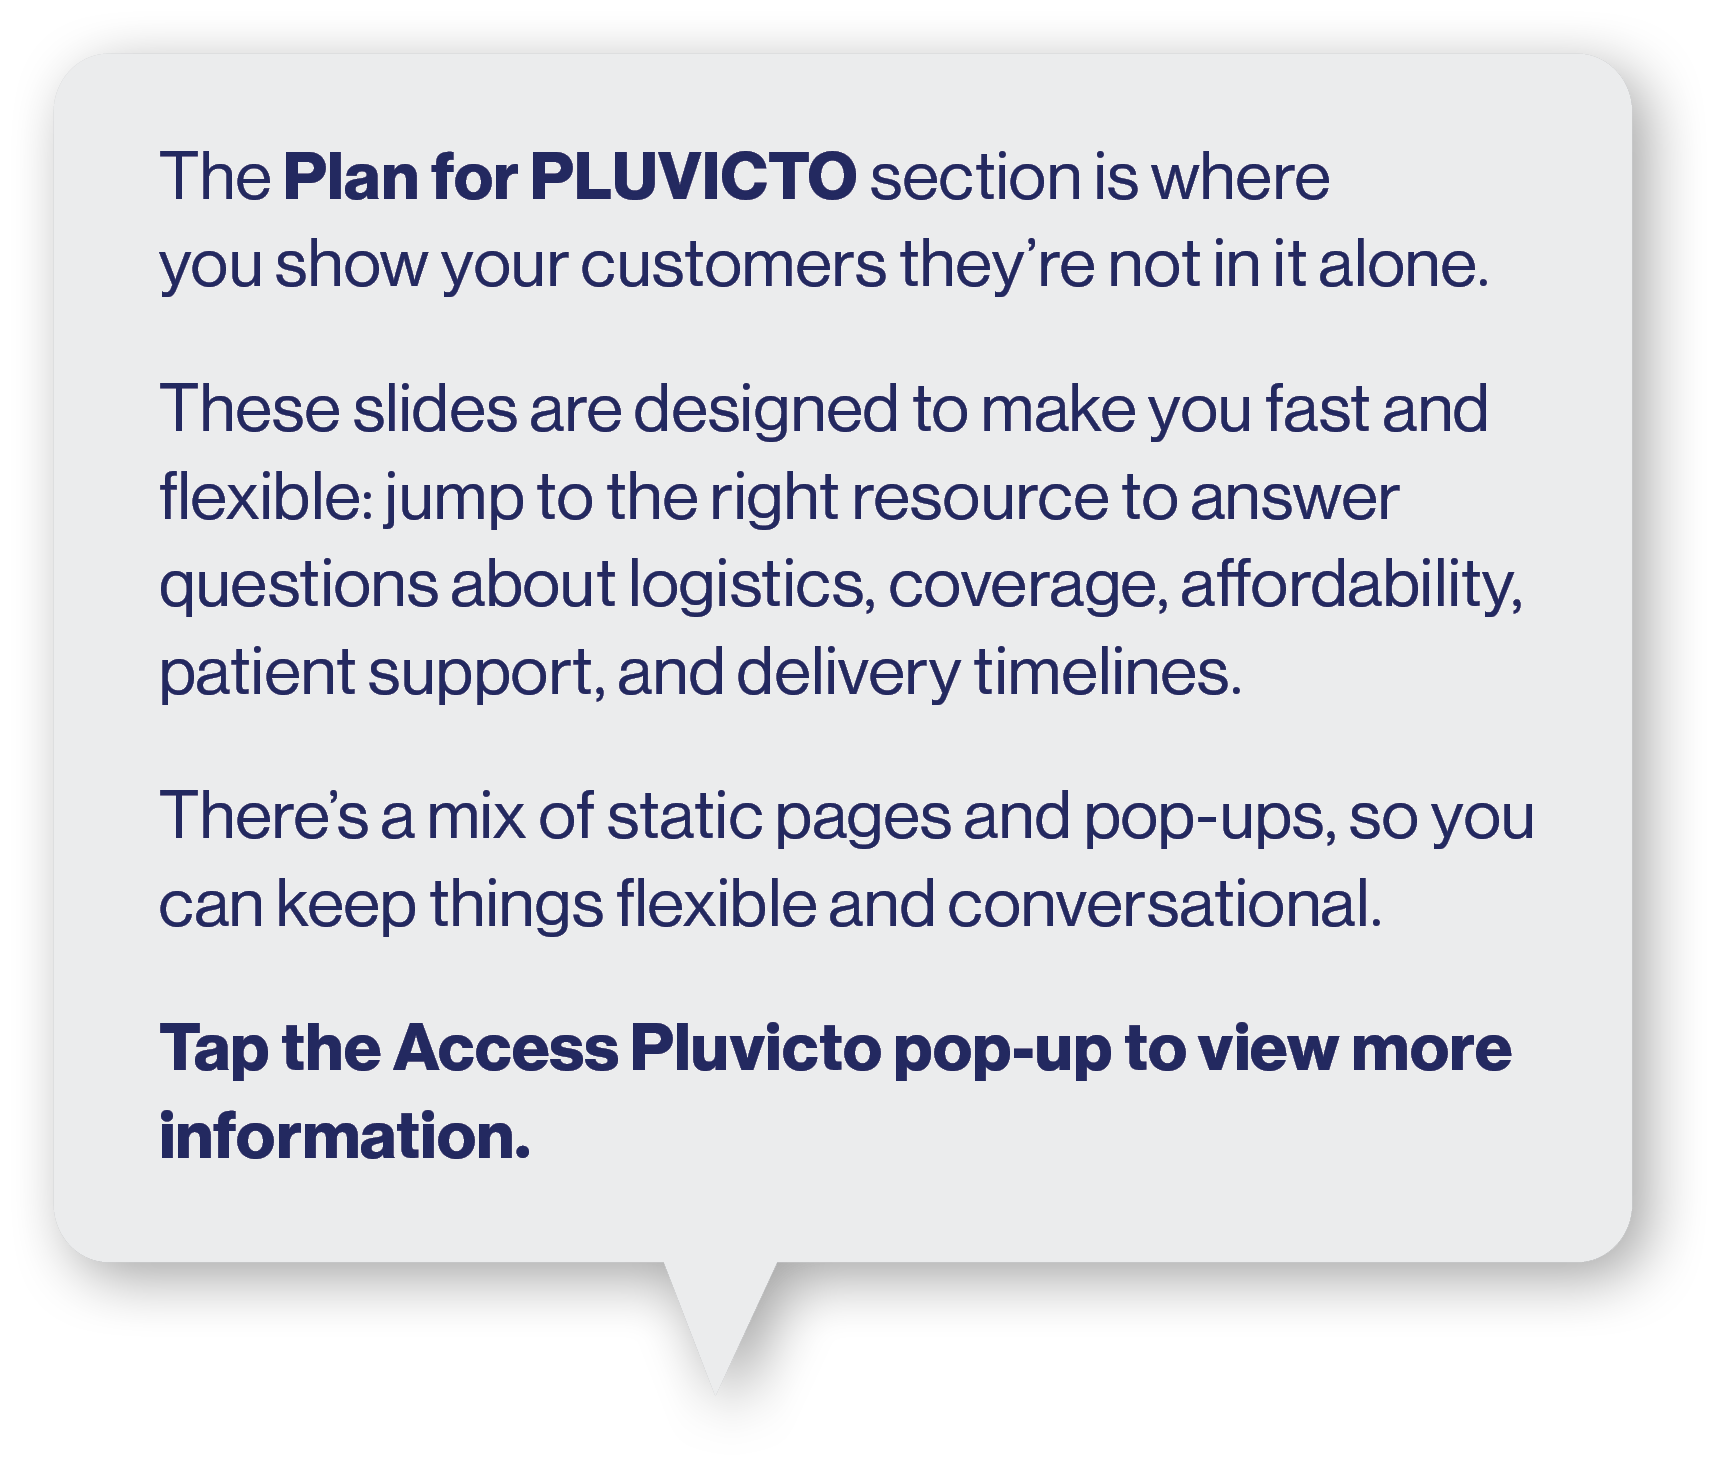 The Plan for PLUVICTO section is where
you show your customers they’re not in it alone.
These slides are designed to make you fast and
flexible: jump to the right resource to answer
questions about logistics, coverage, affordability,
patient support, and delivery timelines.
There’s a mix of static pages and pop-ups, so you
can keep things flexible and conversational.
Tap the Access Pluvicto pop-up to view more
information.